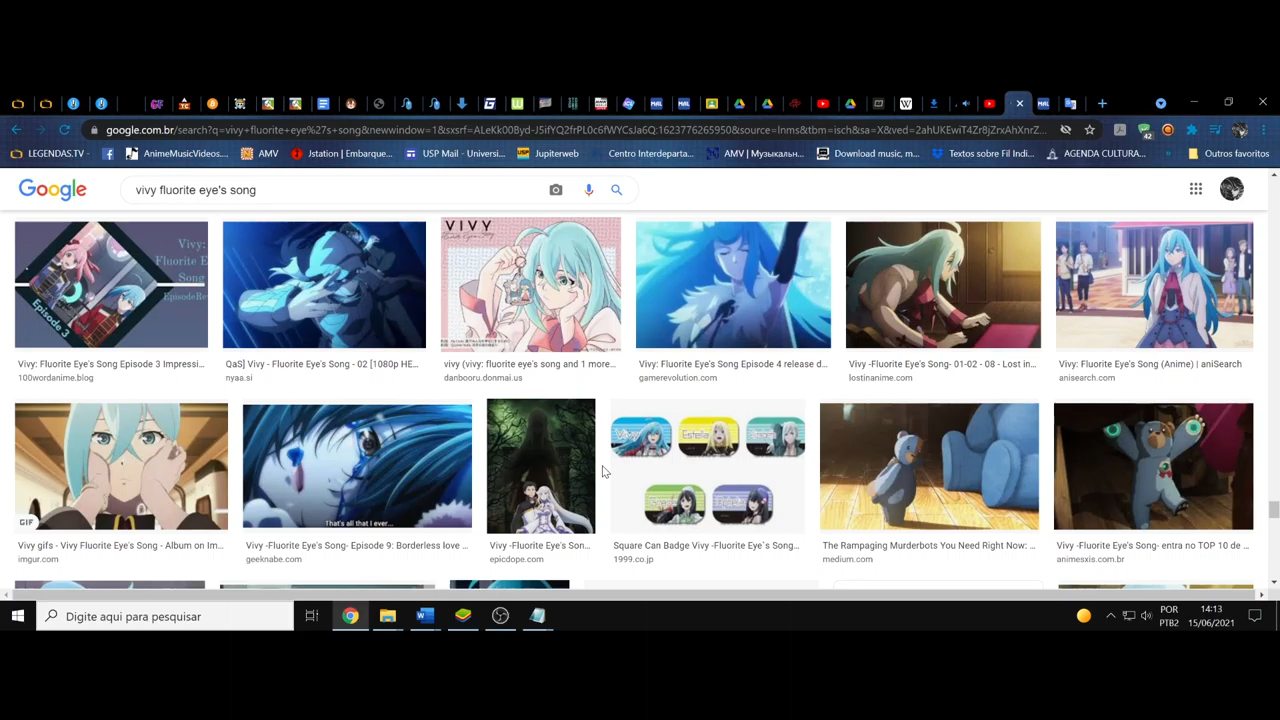 google.com.br/search?q=vivy+fluorite+eye%27s+song&newwindow=1&sxsrf=ALeKk00Byd-J5ifYQ2frPL0c6fWYCsJa6Q:1623776265950&source=lnms&tbm=isch&sa=X&ved=2ahUKEwiT4Zr8jZrxAhXnrZ...
LEGENDAS.TV -
AnimeMusicVideos...
AMV
Jstation | Embarque...
USP Mail - Universi...
Jupiterweb
Centro Interdeparta...
AMV | Музыкальн...
Download music, m...
Textos sobre Fil Indi...
AGENDA CULTURA...
Outros favoritos
Google
vivy fluorite eye's song
Vivy:
Fluorite E
Song
EpisodeRe
Episode 3
VIVY
Vivy: Fluorite Eye's Song Episode 3 Impressi...
QaS] Vivy - Fluorite Eye's Song - 02 [1080p HE...
vivy (vivy: fluorite eye's song and 1 more...
Vivy: Fluorite Eye's Song Episode 4 release d...
Vivy -Fluorite Eye's Song- 01-02 - 08 - Lost in...
Vivy: Fluorite Eye's Song (Anime) | aniSearch
100wordanime.blog
nyaa.si
danbooru.donmai.us
gamerevolution.com
lostinanime.com
anisearch.com
GIF
That's all that I ever...
Estella
Vivy gifs - Vivy Fluorite Eye's Song - Album on Im...
Vivy -Fluorite Eye's Song- Episode 9: Borderless love ...
Vivy -Fluorite Eye's Son...
Square Can Badge Vivy -Fluorite Eye`s Song...
The Rampaging Murderbots You Need Right Now: ...
Vivy -Fluorite Eye's Song- entra no TOP 10 de ...
imgur.com
geeknabe.com
epicdope.com
1999.co.jp
medium.com
animesxis.com.br
Digite aqui para pesquisar
POR
PTB2
14:13
15/06/2021